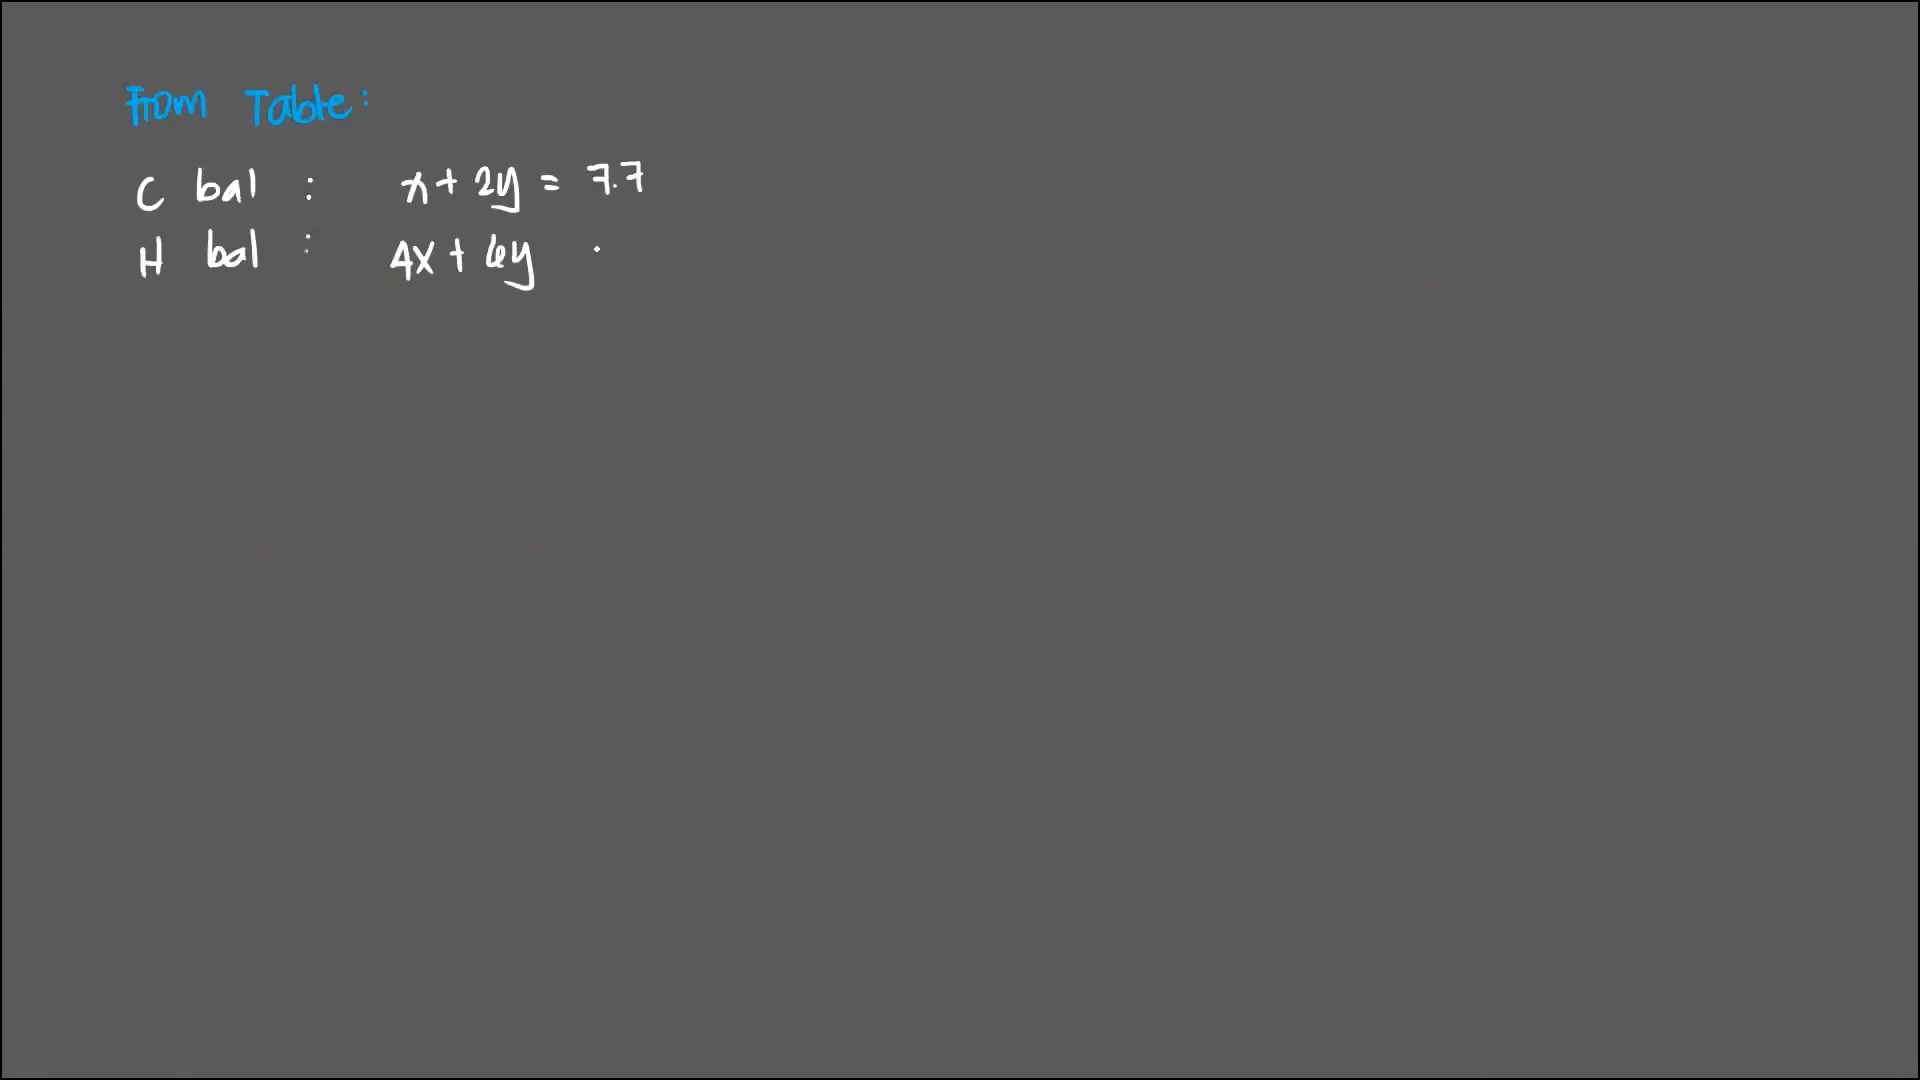 From Table:
C bal : x + 2y = 7.7
H bal : 4x + 6y